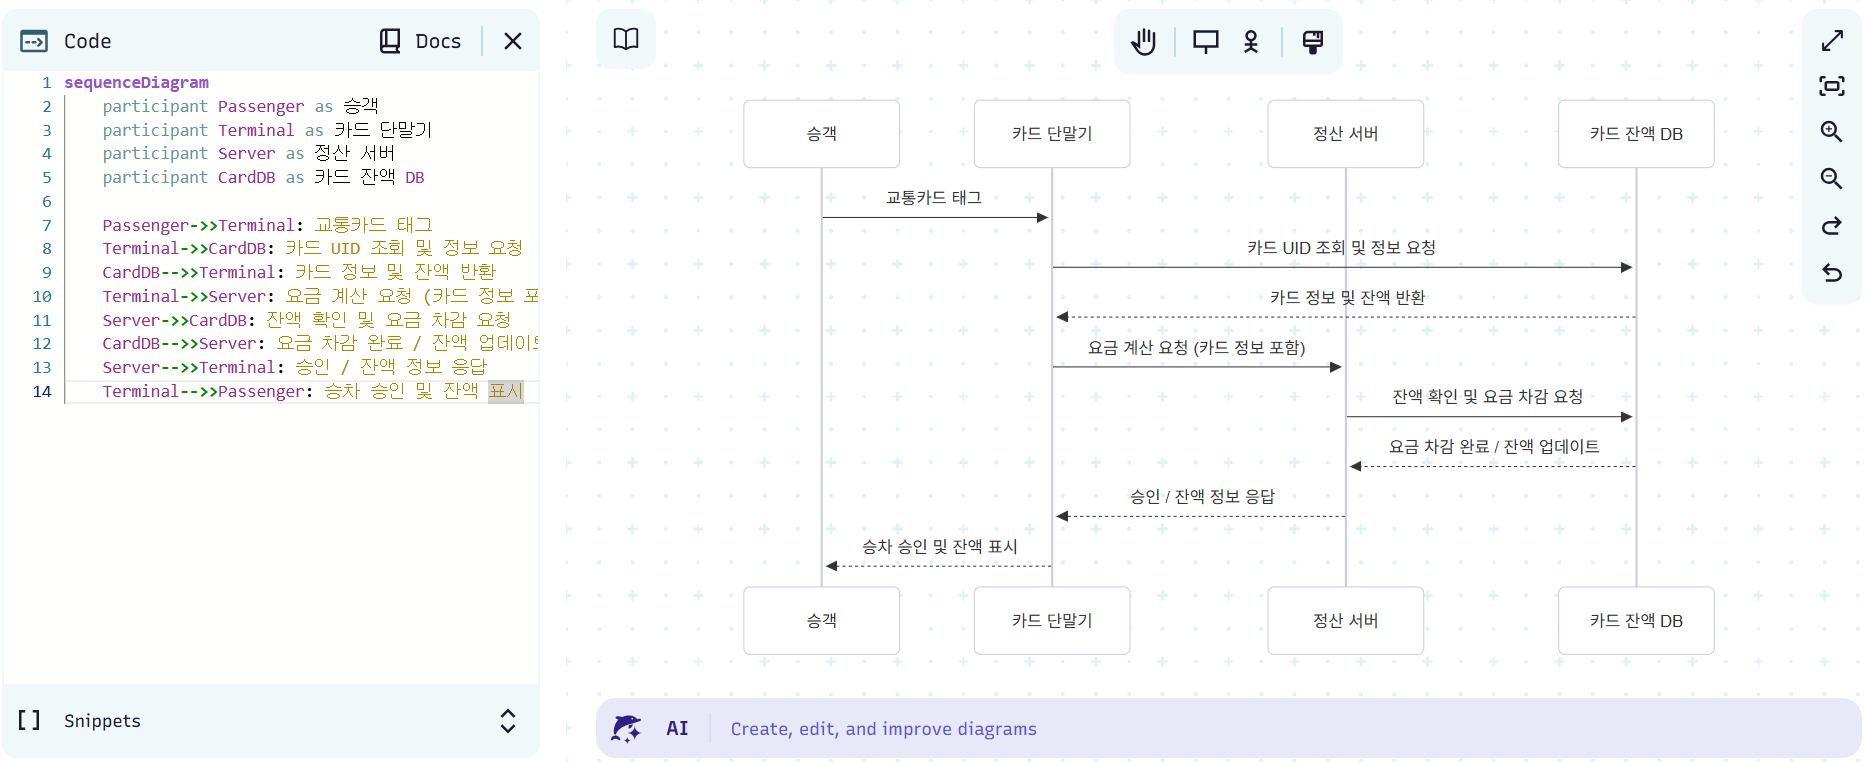 Code
Docs
1 sequenceDiagram
2 participant Passenger as 승객
3 participant Terminal as 카드 단말기
4 participant Server as 정산 서버
5 participant CardDB as 카드 잔액 DB
6
7 Passenger->>Terminal: 교통카드 태그
8 Terminal->>CardDB: 카드 UID 조회 및 정보 요청
9 CardDB-->>Terminal: 카드 정보 및 잔액 반환
10 Terminal->>Server: 요금 계산 요청 (카드 정보 포
11 Server->>CardDB: 잔액 확인 및 요금 차감 요청
12 CardDB-->>Server: 요금 차감 완료 / 잔액 업데이트
13 Server-->>Terminal: 승인 / 잔액 정보 응답
14 Terminal-->>Passenger: 승차 승인 및 잔액 표시
Snippets
승객
카드 단말기
정산 서버
카드 잔액 DB
교통카드 태그
카드 UID 조회 및 정보 요청
카드 정보 및 잔액 반환
요금 계산 요청 (카드 정보 포함)
잔액 확인 및 요금 차감 요청
요금 차감 완료 / 잔액 업데이트
승인 / 잔액 정보 응답
승차 승인 및 잔액 표시
승객
카드 단말기
정산 서버
카드 잔액 DB
AI
Create, edit, and improve diagrams